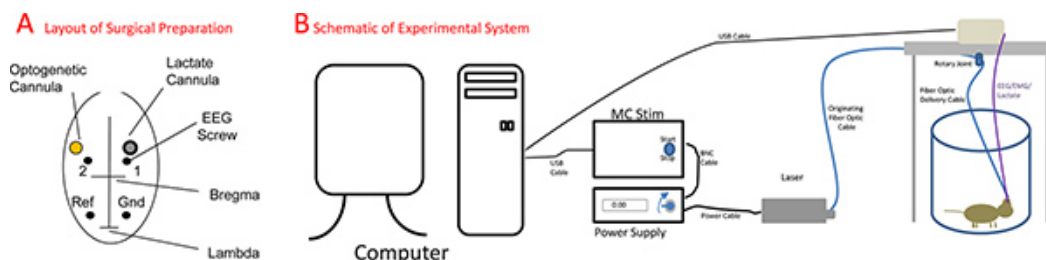 A Layout of Surgical Preparation
Optogenetic
Cannula
Lactate
Cannula
EEG
Screw
2
1
Bregma
Ref
Gnd
Lambda
B Schematic of Experimental System
Computer
USB Cable
USB
Cable
MC Stim
Start
Stop
BNC
Cable
0.00
Power Supply
Power Cable
Laser
Originating
Fiber Optic
Cable
Rotary Joint
Fiber Optic
Delivery Cable
EEG/EMG/
Lactate